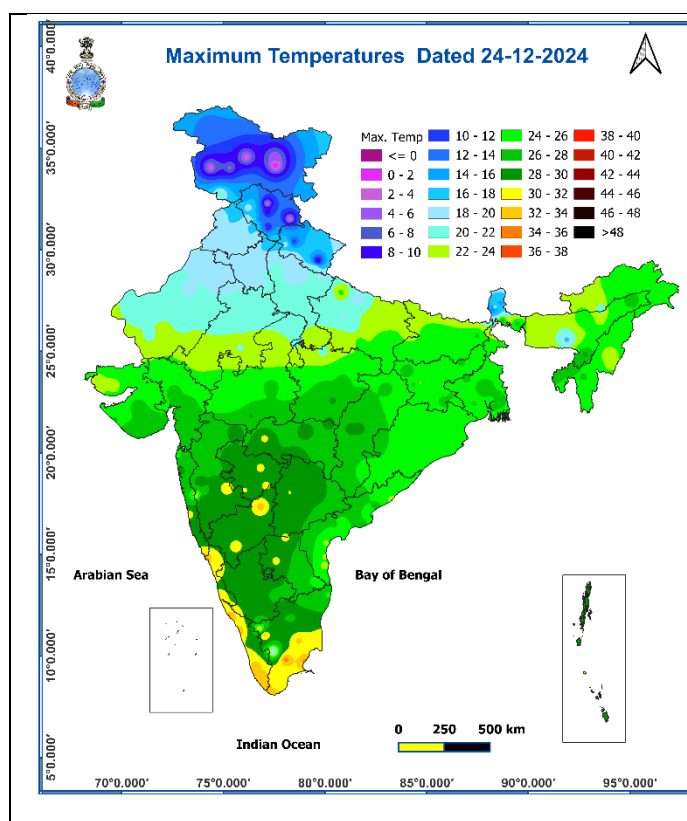 Maximum Temperatures Dated 24-12-2024
Max. Temp
<= 0
0 - 2
2 - 4
4 - 6
6 - 8
8 - 10
10 - 12
12 - 14
14 - 16
16 - 18
18 - 20
20 - 22
22 - 24
24 - 26
26 - 28
28 - 30
30 - 32
32 - 34
34 - 36
36 - 38
38 - 40
40 - 42
42 - 44
44 - 46
46 - 48
>48
40°0.000'
35°0.000'
30°0.000'
25°0.000'
20°0.000'
15°0.000'
10°0.000'
5°0.000'
Arabian Sea
Bay of Bengal
Indian Ocean
0 250 500 km
70°0.000' 75°0.000' 80°0.000' 85°0.000' 90°0.000' 95°0.000'